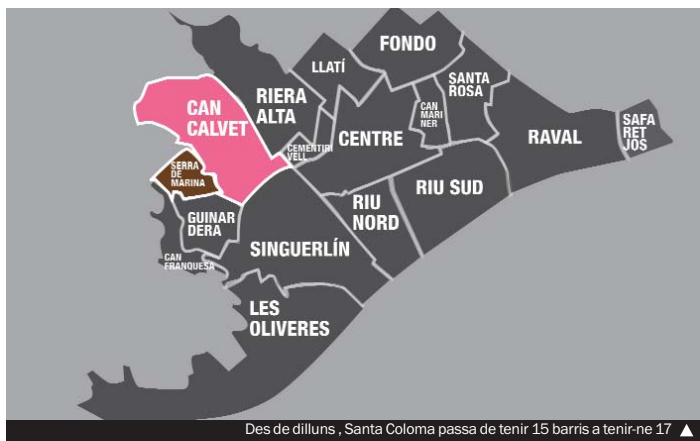 FONDO
LLATÍ
SANTA
ROSA
RIERA
ALTA
CAN
CALVET
CAN
MARI
NER
CENTRE
CEMENTIRI
VELL
RAVAL
SAFA
RET
JOS
SERRA
DE
MARINA
RIU SUD
RIU
NORD
GUINAR
DERA
SINGUERLÍN
CAN
FRANQUESA
LES
OLIVERES
Des de dilluns , Santa Coloma passa de tenir 15 barris a tenir-ne 17